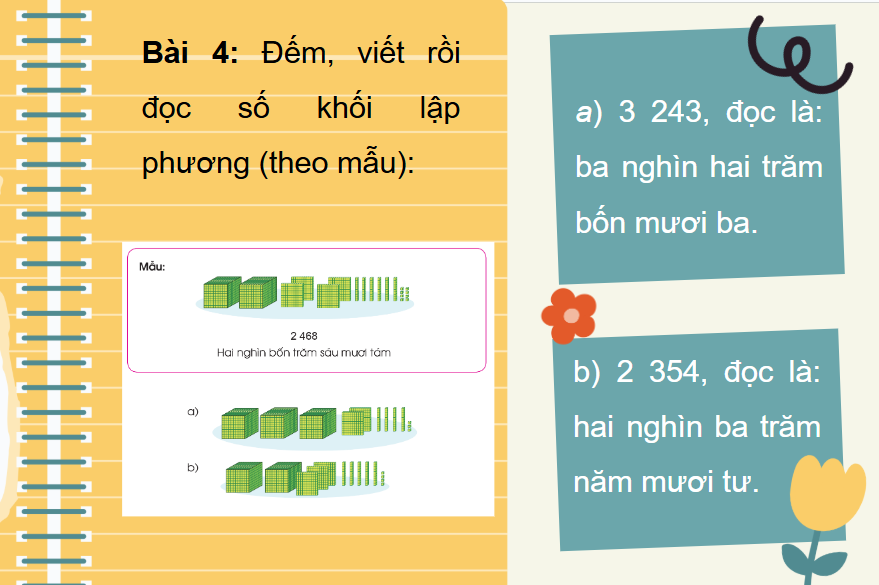 Bài 4: Đếm, viết rồi
đọc số khối lập
phương (theo mẫu):
Mẫu:
2 468
Hai nghìn bốn trăm sáu mươi tám
a)
b)
a) 3 243, đọc là:
ba nghìn hai trăm
bốn mươi ba.
b) 2 354, đọc là:
hai nghìn ba trăm
năm mươi tư.